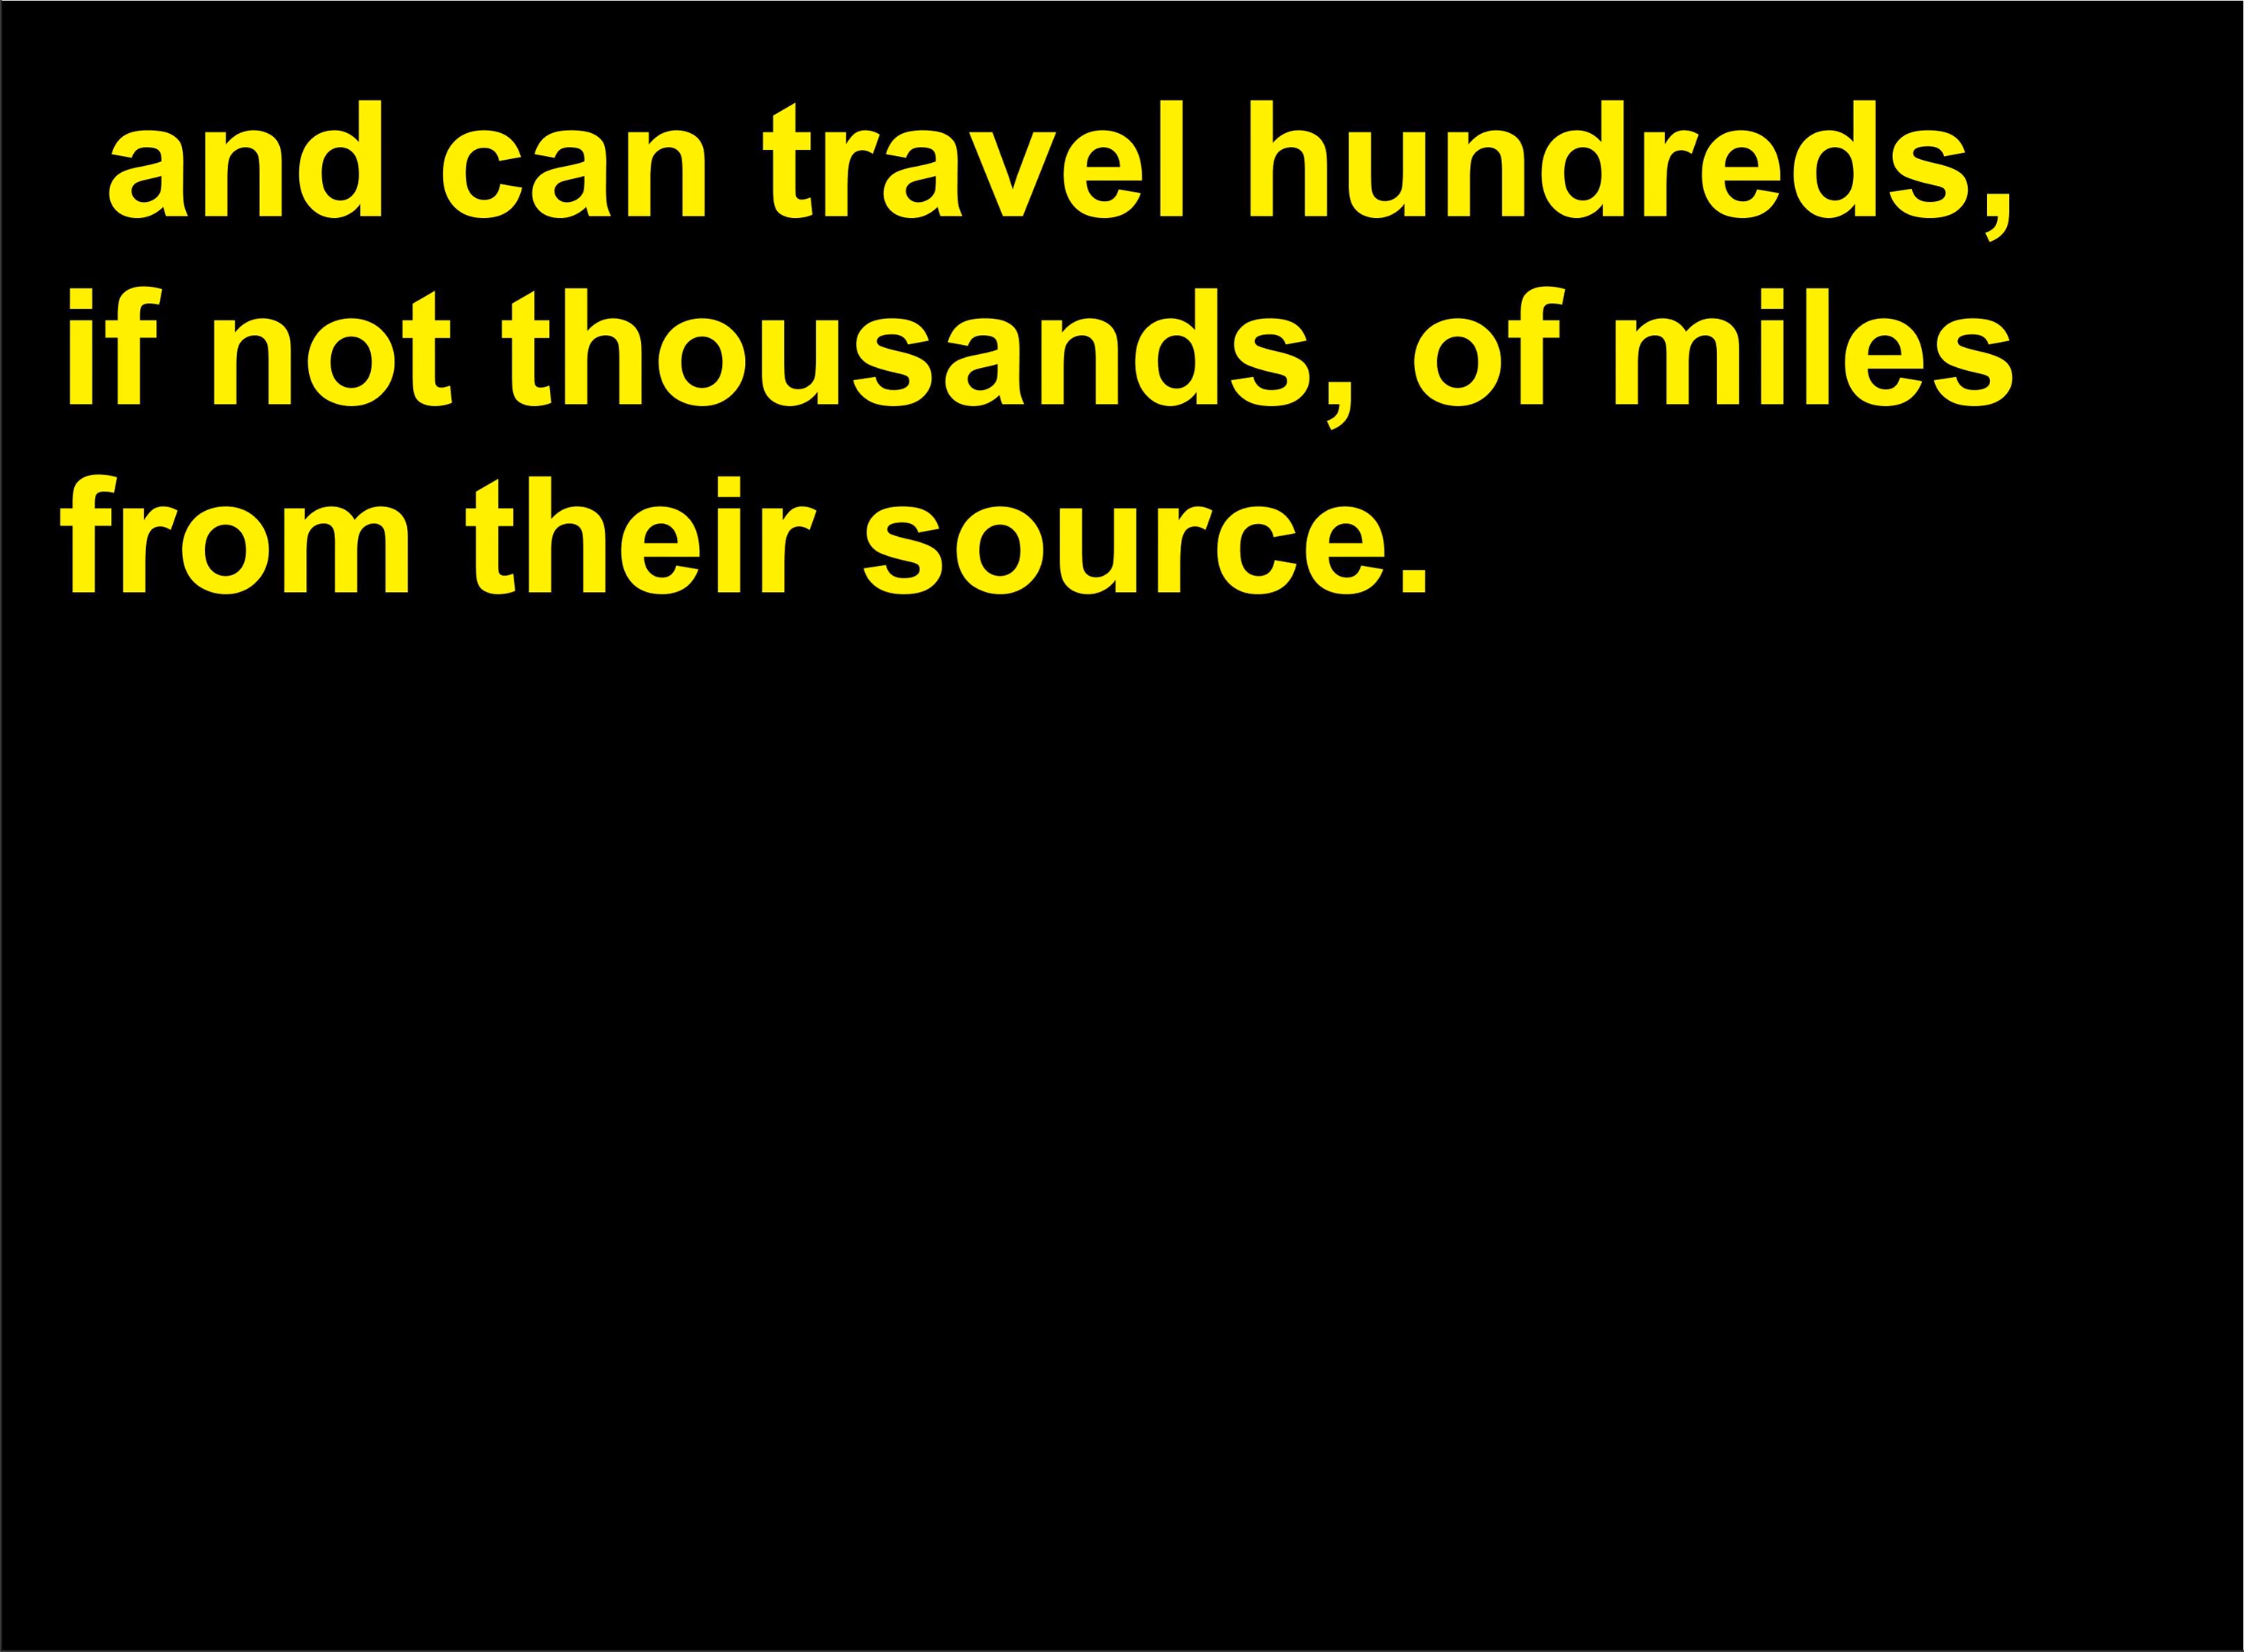 and can travel hundreds,
if not thousands, of miles
from their source.